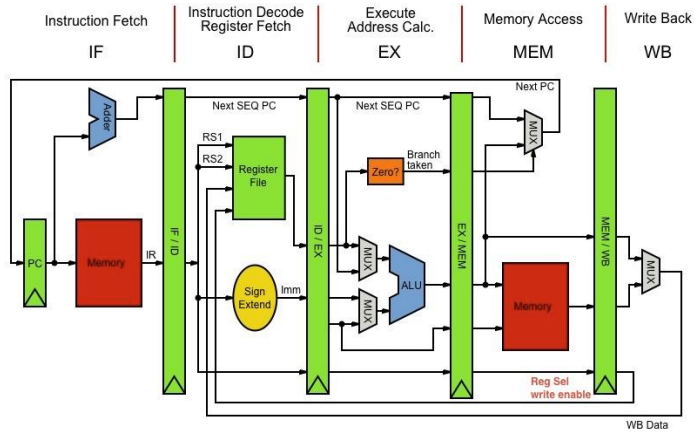 Instruction Fetch
Instruction Decode
Register Fetch
Execute
Address Calc.
Memory Access
Write Back
IF
ID
EX
MEM
WB
Next PC
Adder
Next SEQ PC
Next SEQ PC
MUX
RS1
RS2
Register
File
Branch
taken
Zero?
IF / ID
ID / EX
EX / MEM
MEM / WB
PC
Memory
IR
MUX
ALU
MUX
Sign
Extend
Imm
Memory
MUX
Reg Sel
write enable
WB Data